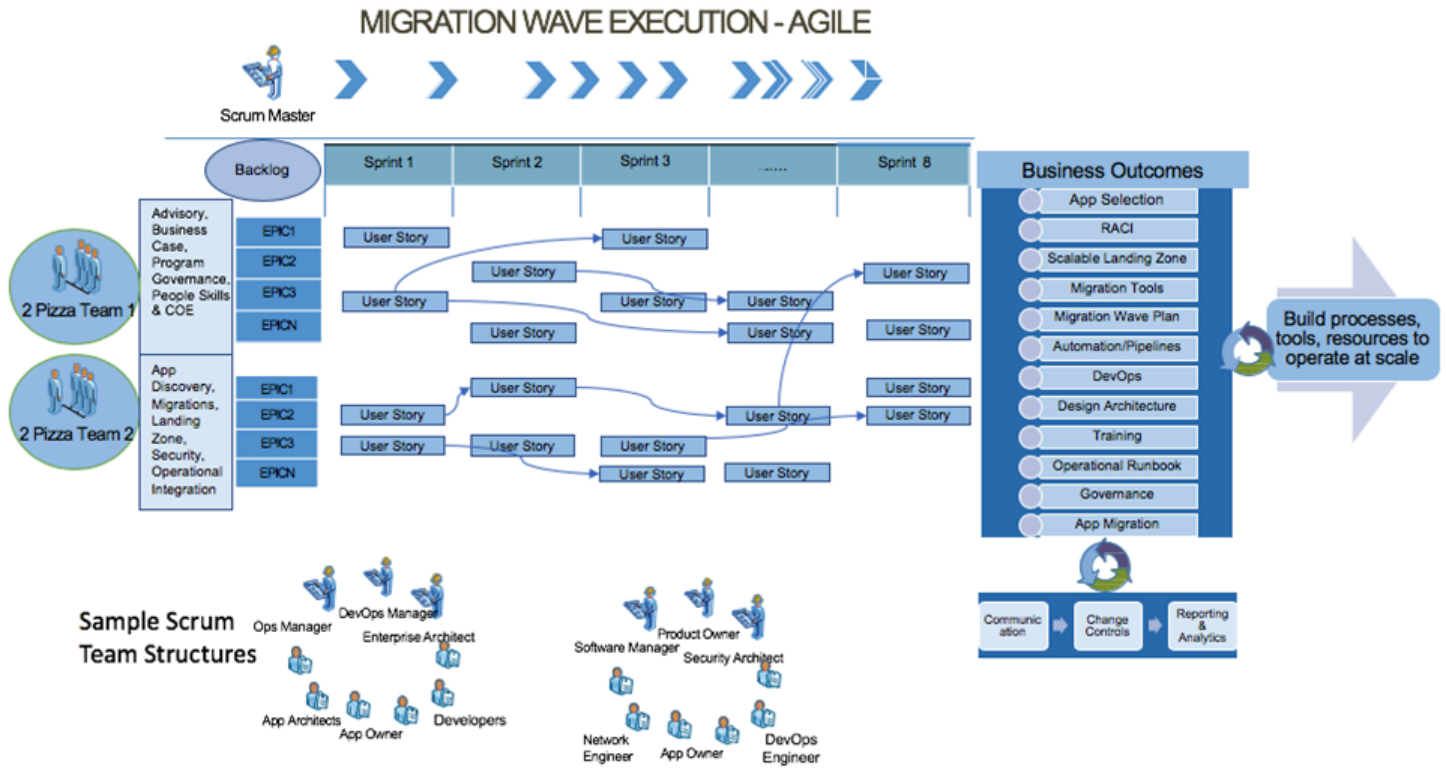 MIGRATION WAVE EXECUTION - AGILE
Scrum Master
Backlog
Sprint 1
Sprint 2
Sprint 3
.......
Sprint 8
2 Pizza Team 1
Advisory,
Business
Case,
Program
Governance,
People Skills
& COE
EPIC1
EPIC2
EPIC3
EPICN
User Story
User Story
User Story
User Story
User Story
User Story
User Story
User Story
User Story
User Story
2 Pizza Team 2
App
Discovery,
Migrations,
Landing
Zone,
Security,
Operational
Integration
EPIC1
EPIC2
EPIC3
EPICN
User Story
User Story
User Story
User Story
User Story
User Story
User Story
User Story
User Story
User Story
Business Outcomes
App Selection
RACI
Scalable Landing Zone
Migration Tools
Migration Wave Plan
Automation/Pipelines
DevOps
Design Architecture
Training
Operational Runbook
Governance
App Migration
Build processes,
tools, resources to
operate at scale
Communic
ation
Change
Controls
Reporting
&
Analytics
Sample Scrum
Team Structures
Ops Manager
DevOps Manager
Enterprise Architect
App Architects
App Owner
Developers
Software Manager
Product Owner
Security Architect
Network
Engineer
App Owner
DevOps
Engineer